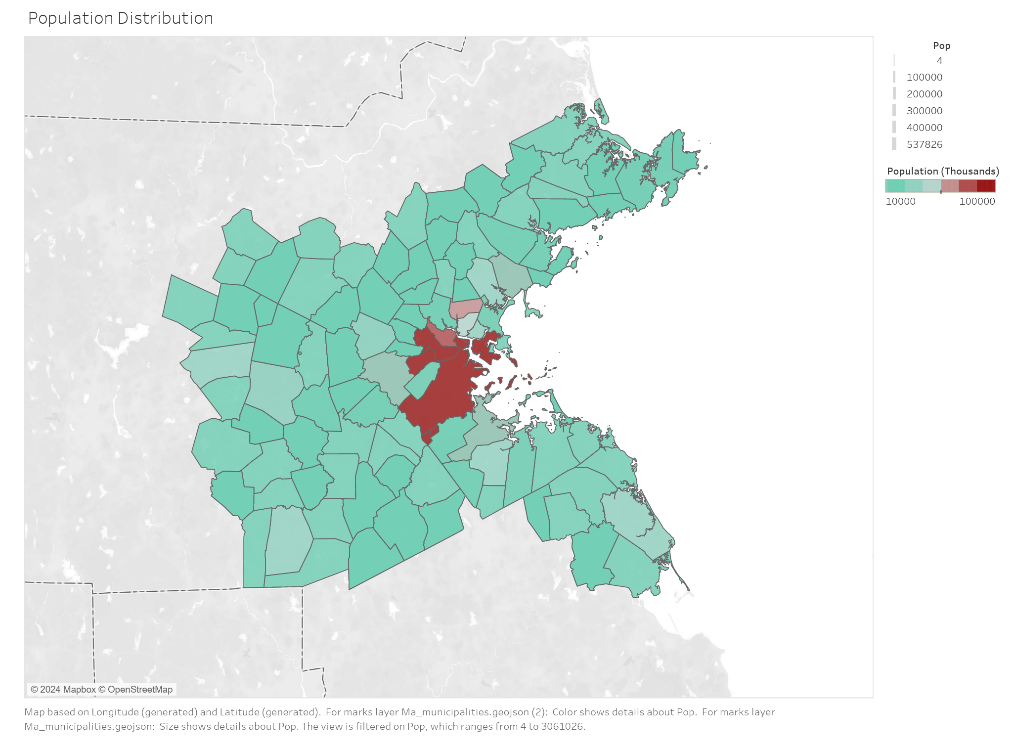 Population Distribution
Pop
4
100000
200000
300000
400000
537826
Population (Thousands)
10000 100000
© 2024 Mapbox © OpenStreetMap
Map based on Longitude (generated) and Latitude (generated). For marks layer Ma_municipalities.geojson (2): Color shows details about Pop. For marks layer
Ma_municipalities.geojson: Size shows details about Pop. The view is filtered on Pop, which ranges from 4 to 3061026.